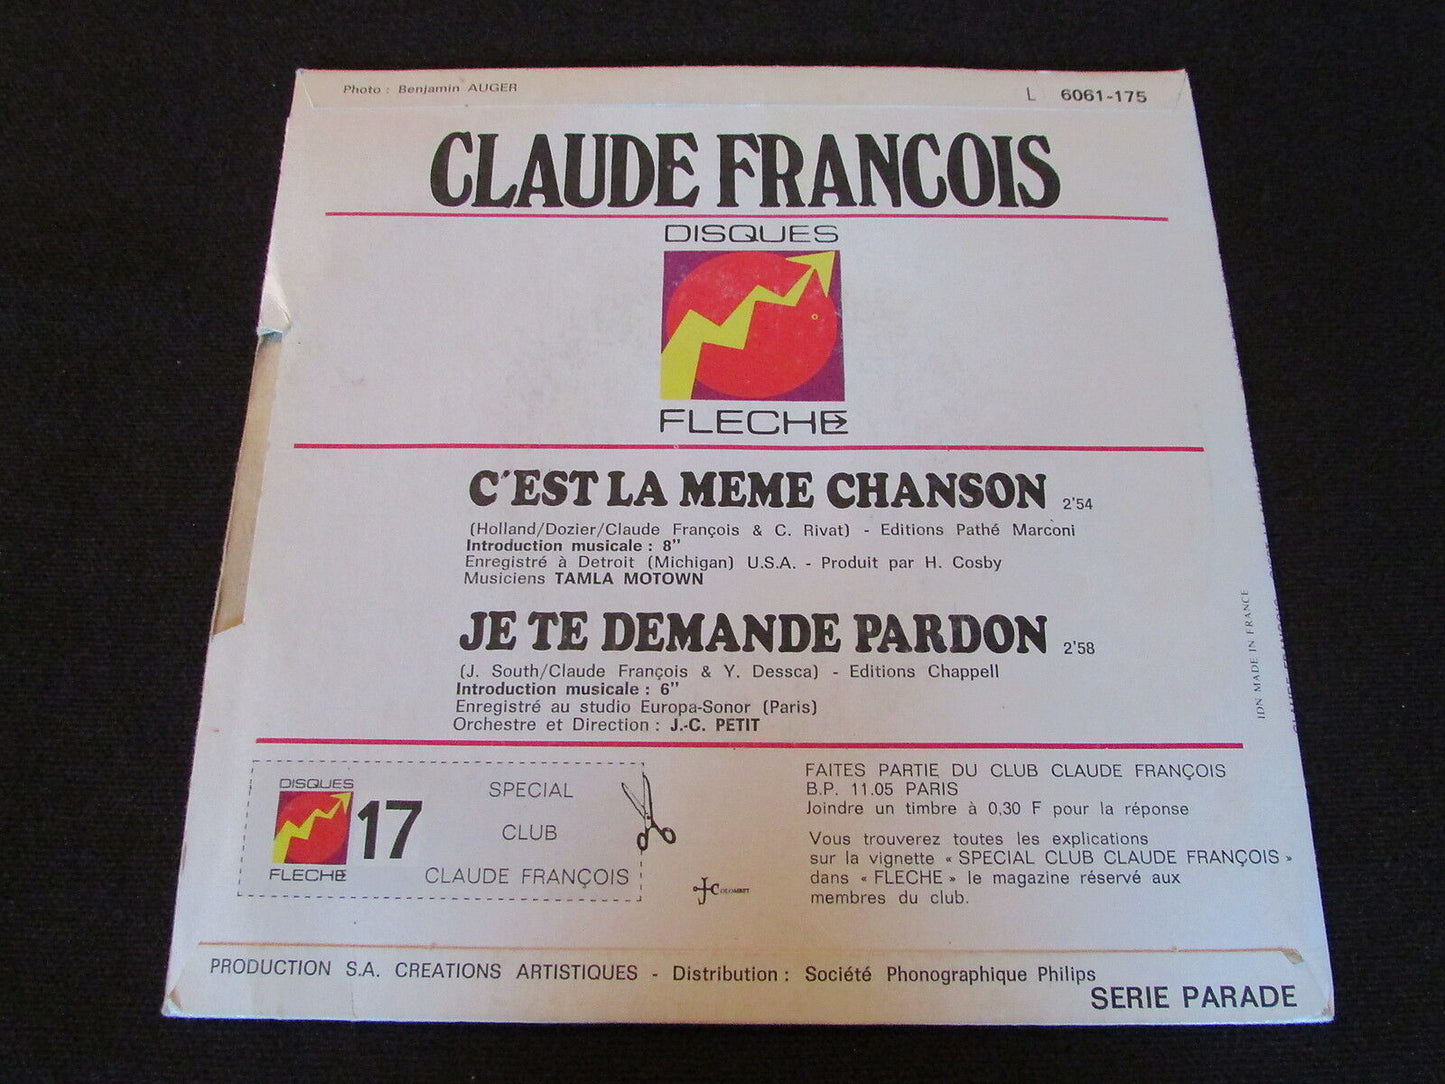 Photo : Benjamin AUGER
L 6061-175
CLAUDE FRANCOIS
DISQUES
FLECHE
C'EST LA MEME CHANSON 2'54
(Holland/Dozier/Claude François & C. Rivat) - Editions Pathé Marconi
Introduction musicale : 8"
Enregistré à Detroit (Michigan) U.S.A. - Produit par H. Cosby
Musiciens TAMLA MOTOWN
JE TE DEMANDE PARDON 2'58
(J. South/Claude François & Y. Dessca) - Editions Chappell
Introduction musicale : 6"
Enregistré au studio Europa-Sonor (Paris)
Orchestre et Direction : J.-C. PETIT
IDN MADE IN FRANCE
DISQUES
FLECHE
17
SPECIAL
CLUB
CLAUDE FRANÇOIS
JC COLOMBET
FAITES PARTIE DU CLUB CLAUDE FRANÇOIS
B.P. 11.05 PARIS
Joindre un timbre à 0,30 F pour la réponse
Vous trouverez toutes les explications
sur la vignette « SPECIAL CLUB CLAUDE FRANÇOIS »
dans « FLECHE » le magazine réservé aux
membres du club.
PRODUCTION S.A. CREATIONS ARTISTIQUES - Distribution : Société Phonographique Philips
SERIE PARADE